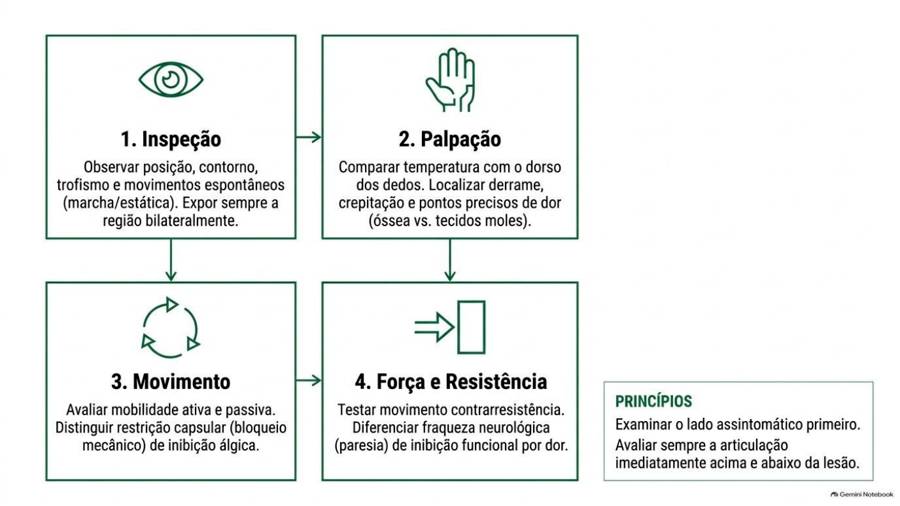 1. Inspeção
Observar posição, contorno,
trofismo e movimentos espontâneos
(marcha/estática). Expor sempre a
região bilateralmente.
2. Palpação
Comparar temperatura com o dorso
dos dedos. Localizar derrame,
crepitação e pontos precisos de dor
(óssea vs. tecidos moles).
3. Movimento
Avaliar mobilidade ativa e passiva.
Distinguir restrição capsular (bloqueio
mecânico) de inibição álgica.
4. Força e Resistência
Testar movimento contrarresistência.
Diferenciar fraqueza neurológica
(paresia) de inibição funcional por dor.
PRINCÍPIOS
Examinar o lado assintomático primeiro.
Avaliar sempre a articulação
imediatamente acima e abaixo da lesão.
Gemini Notebook